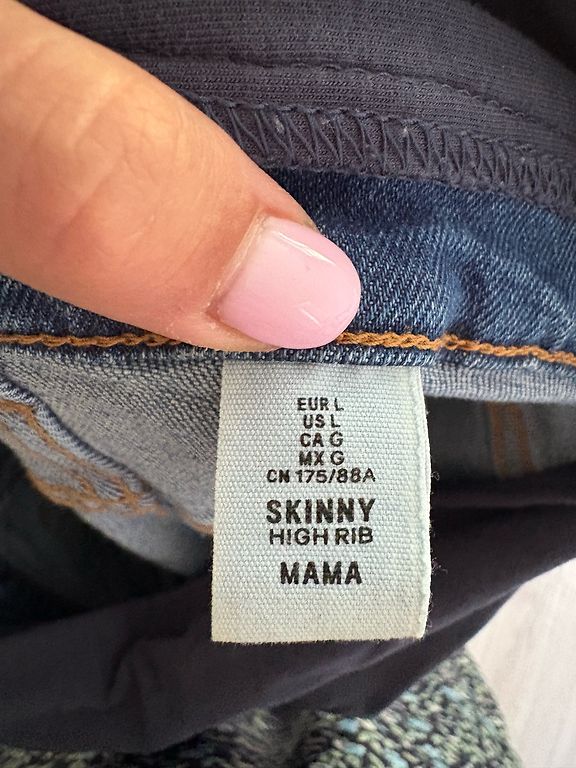 EUR L
US L
CA G
MX G
CN 175/88A
SKINNY
HIGH RIB
MAMA